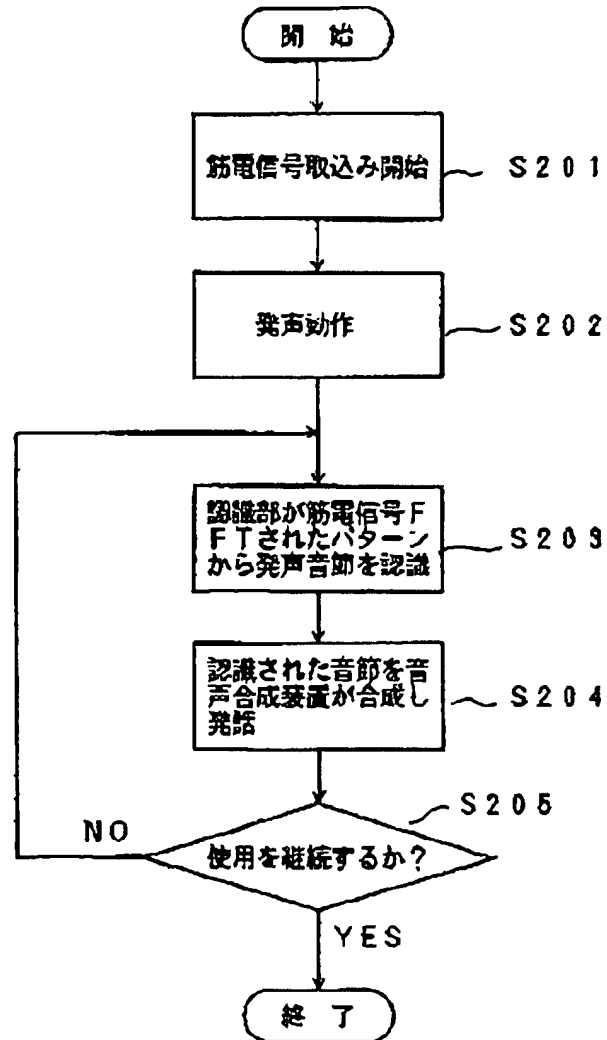 開始
筋電信号取込み開始
S201
発声動作
S202
認識部が筋電信号F
FTされたパターン
から発声音節を認識
S203
認識された音節を音
声合成装置が合成し
発話
S204
S205
使用を継続するか？
NO
YES
終了